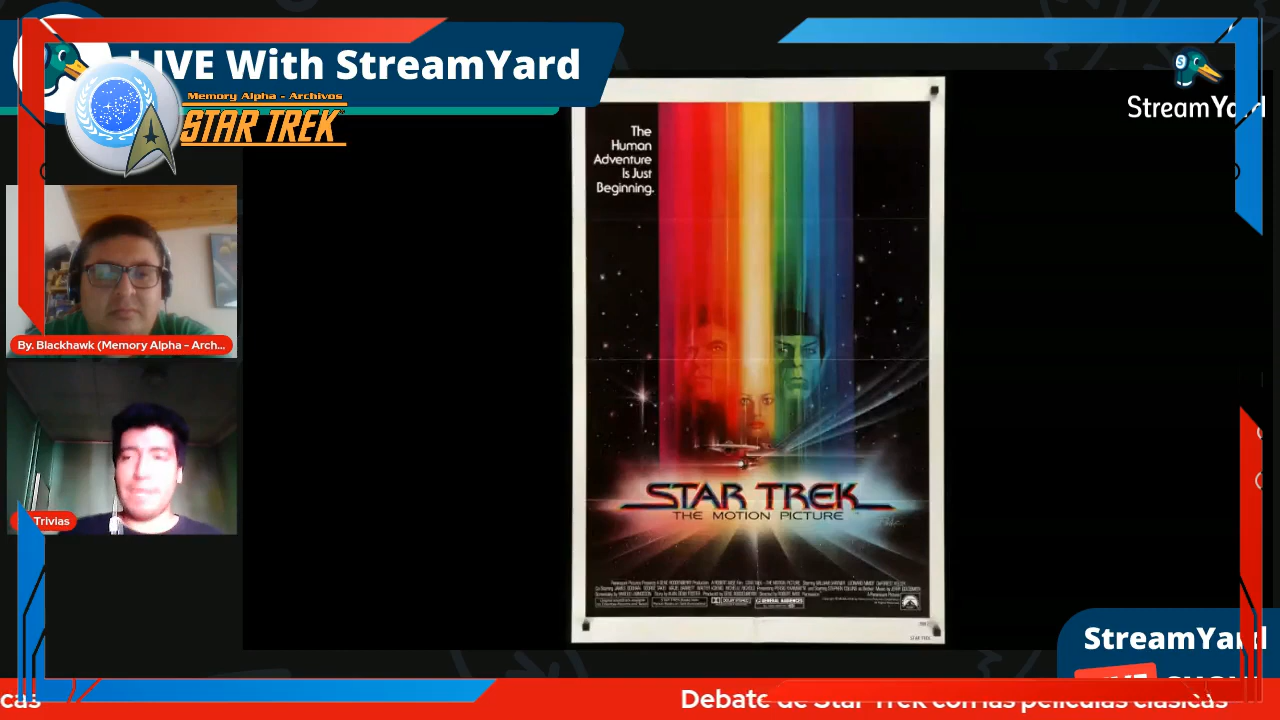 LIVE With StreamYard
Memory Alpha - Archivos
STAR TREK
StreamYard
By. Blackhawk (Memory Alpha - Arch...
Trivias
The
Human
Adventure
Is Just
Beginning.
STAR TREK
THE MOTION PICTURE
StreamYard
cas
Debate de Star Trek con las películas clásicas